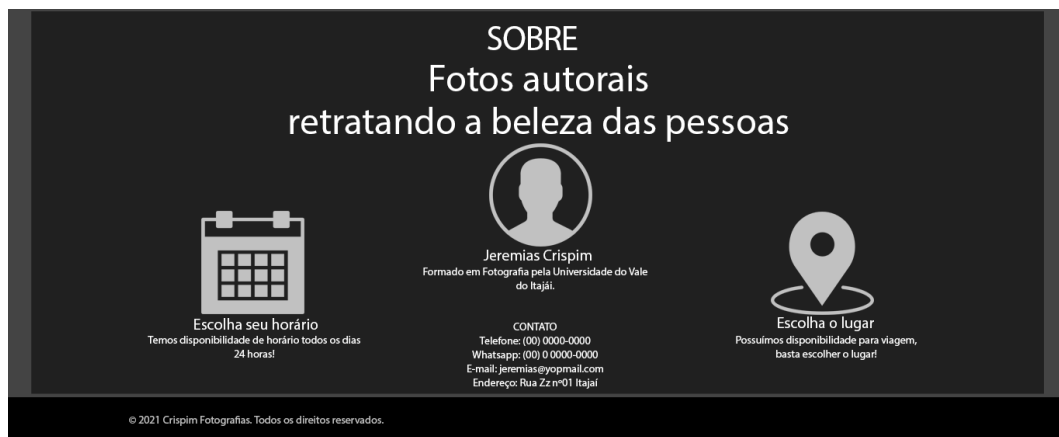 SOBRE
Fotos autorais
retratando a beleza das pessoas
Jeremias Crispim
Formado em Fotografia pela Universidade do Vale
do Itajái.
Escolha seu horário
Temos disponibilidade de horário todos os dias
24 horas!
CONTATO
Telefone: (00) 0000-0000
Whatsapp: (00) 0 0000-0000
E-mail: jeremias@yopmail.com
Endereço: Rua Zz nº01 Itajaí
Escolha o lugar
Possuímos disponibilidade para viagem,
basta escolher o lugar!
© 2021 Crispim Fotografias. Todos os direitos reservados.